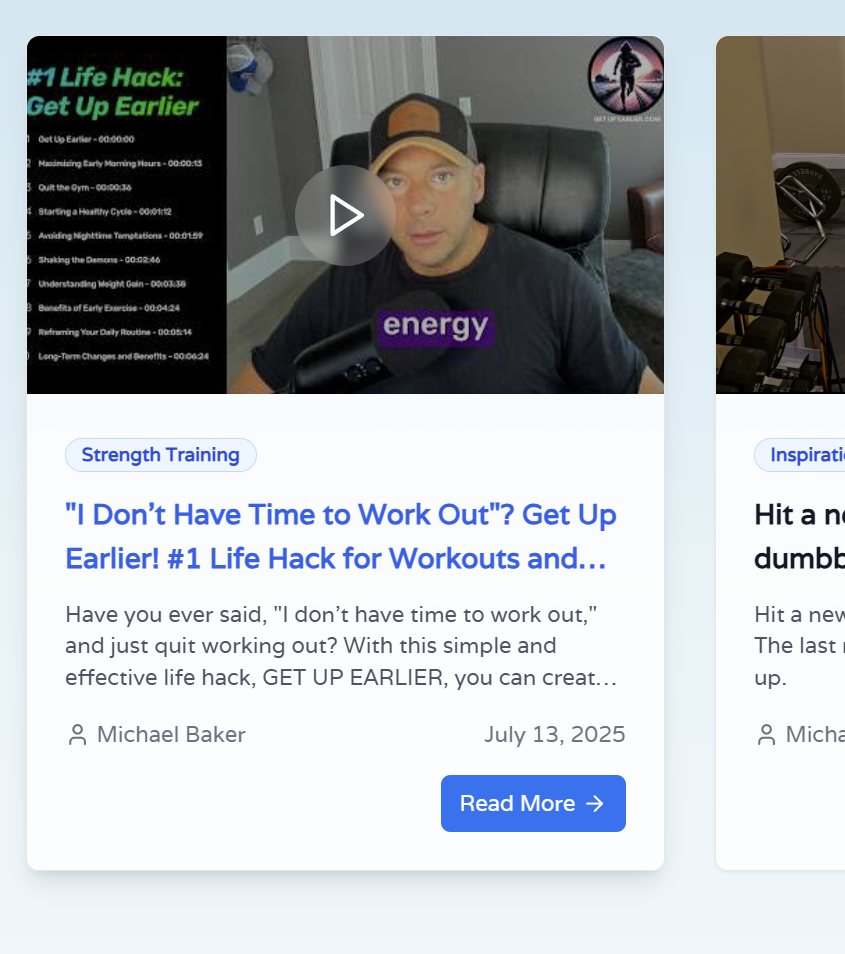 #1 Life Hack:
Get Up Earlier
Get Up Earlier - 00:00:00
2 Maximizing Early Morning Hours - 00:00:13
Quit the Gym - 00:00:36
4 Starting a Healthy Cycle - 00:01:12
5 Avoiding Nighttime Temptations - 00:01:59
6 Shaking the Demons - 00:02:46
7 Understanding Weight Gain - 00:03:38
8 Benefits of Early Exercise - 00:04:24
Reframing Your Daily Routine - 00:05:14
Long-Term Changes and Benefits - 00:06:24
GET UP EARLIER.COM
energy
Strength Training
"I Don't Have Time to Work Out"? Get Up
Earlier! #1 Life Hack for Workouts and...
Have you ever said, "I don't have time to work out,"
and just quit working out? With this simple and
effective life hack, GET UP EARLIER, you can creat...
Michael Baker
July 13, 2025
Read More
Inspirati
Hit a n
dumbb
Hit a new
The last
up.
Micha